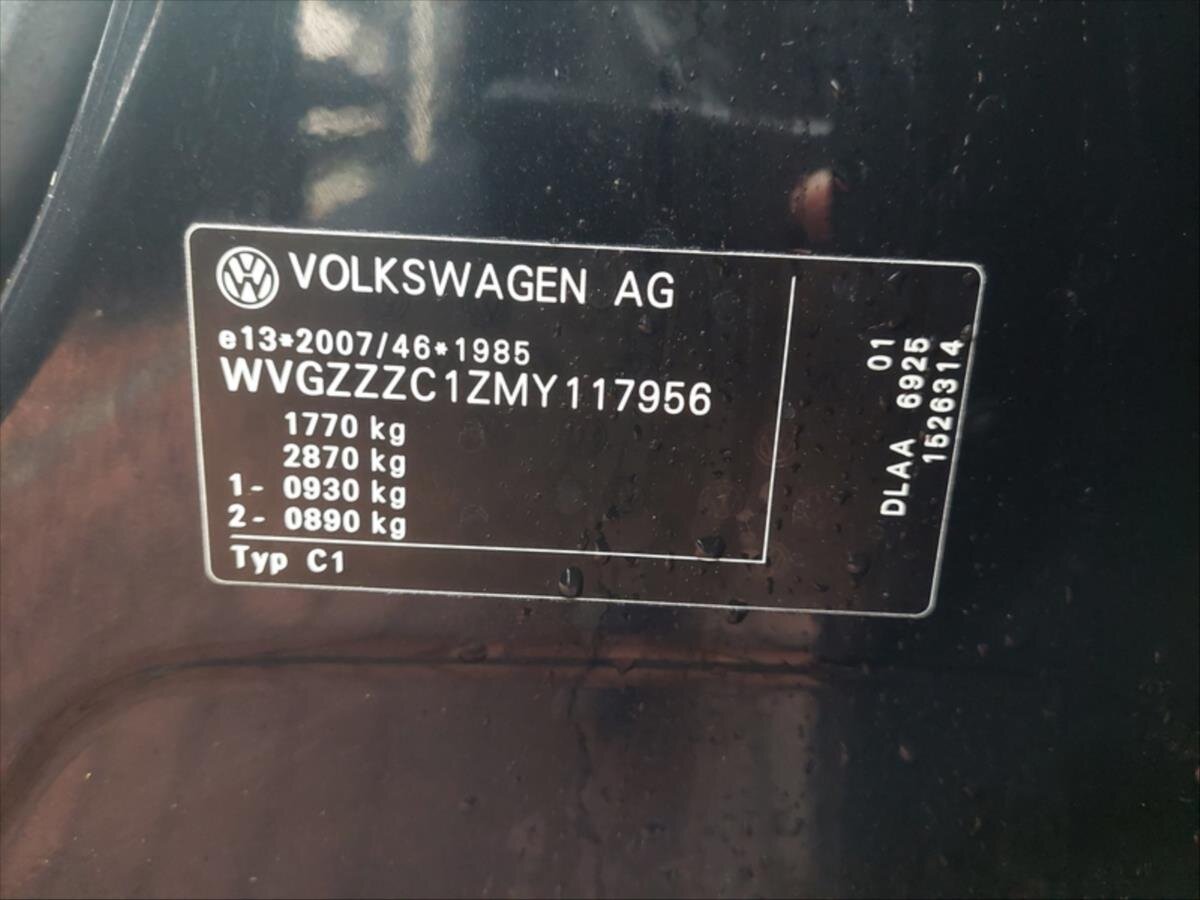 VOLKSWAGEN AG
e13*2007/46*1985
WVGZZZC1ZMY117956
1770 kg
2870 kg
1- 0930 kg
2- 0890 kg
Typ C1
01
DLAA 6925
1526314